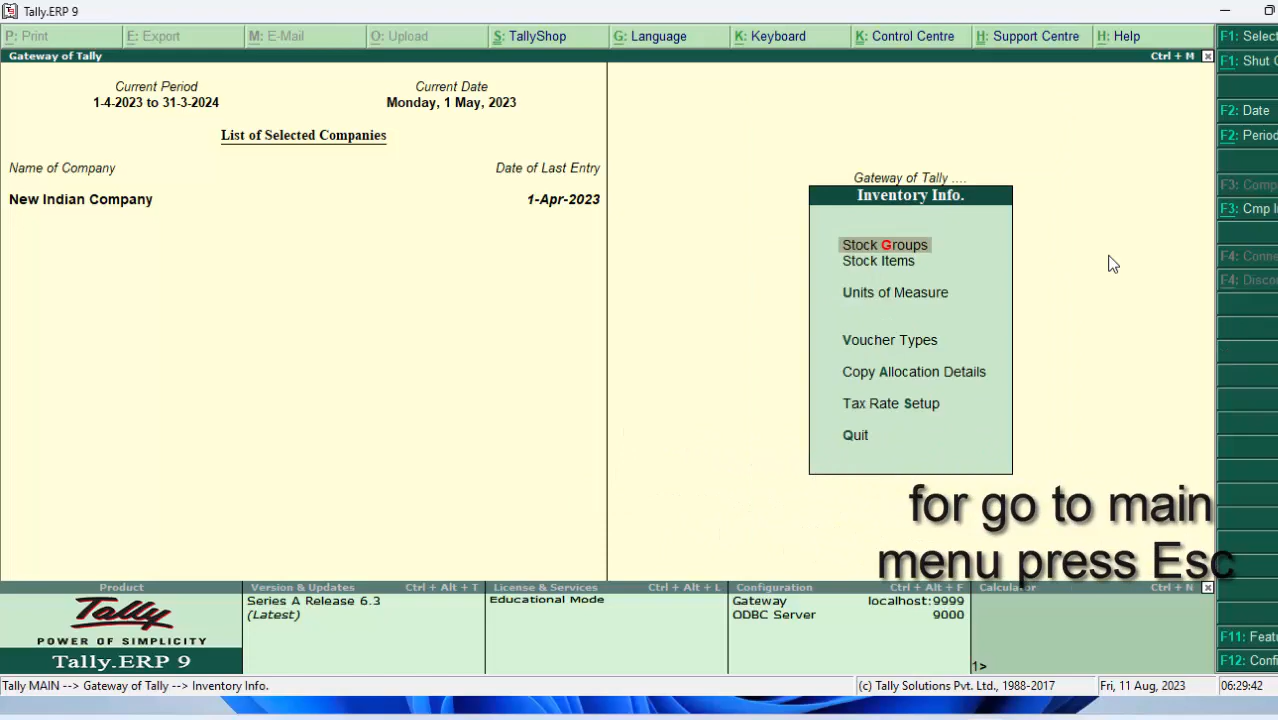 Tally.ERP 9
P: Print E: Export M: E-Mail O: Upload S: TallyShop G: Language K: Keyboard K: Control Centre H: Support Centre H: Help F1: Select
Gateway of Tally Ctrl + M
F1: Shut
Current Period Current Date
1-4-2023 to 31-3-2024 Monday, 1 May, 2023
F2: Date
List of Selected Companies
F2: Period
Name of Company Date of Last Entry
New Indian Company 1-Apr-2023
Gateway of Tally ....
Inventory Info.
F3:
F3: Cmp
Stock Groups
Stock Items
F4:
F4:
Units of Measure
Voucher Types
Copy Allocation Details
Tax Rate Setup
Quit
for go to main
menu press Esc
Product Version & Updates Ctrl + Alt + T License & Services Ctrl + Alt + L Configuration Ctrl + Alt + F Calculator Ctrl + N
Tally
POWER OF SIMPLICITY
Tally.ERP 9
Series A Release 6.3
(Latest)
Educational Mode
Gateway localhost:9999
ODBC Server 9000
1>
F11:
F12:
Tally MAIN --> Gateway of Tally --> Inventory Info. (c) Tally Solutions Pvt. Ltd., 1988-2017 Fri, 11 Aug, 2023 06:29:42